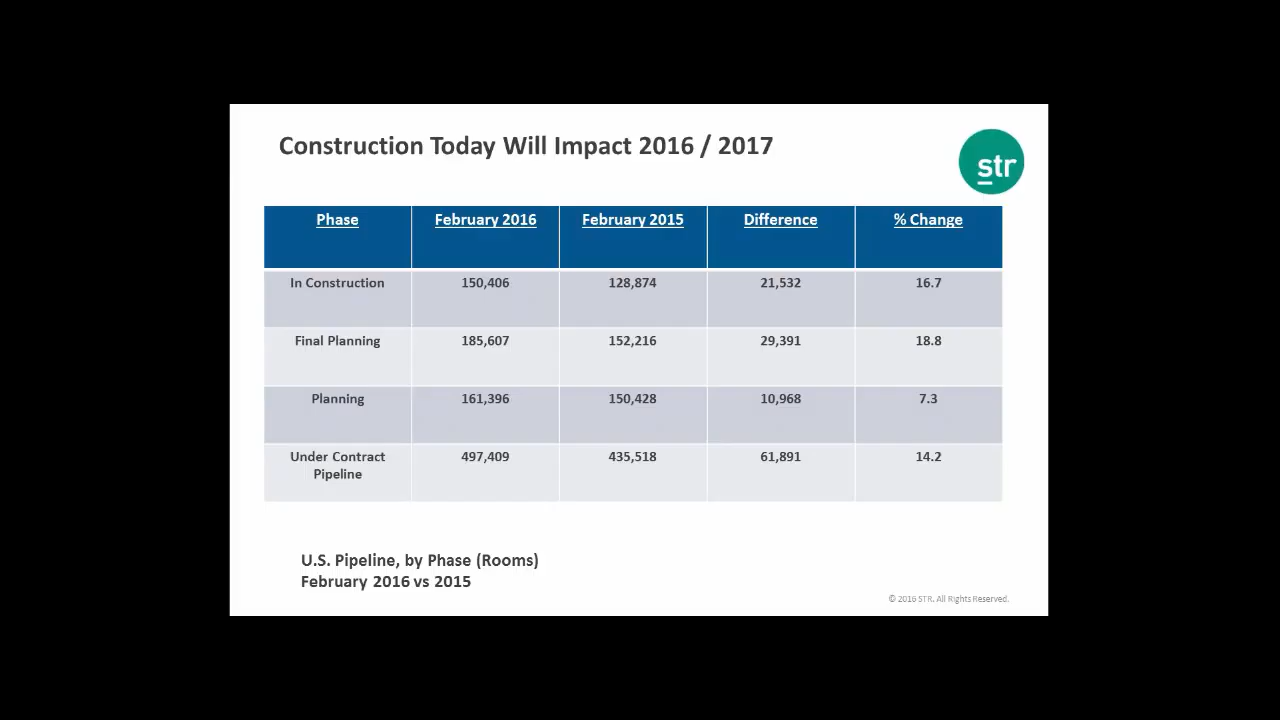 Construction Today Will Impact 2016 / 2017
str
Phase February 2016 February 2015 Difference % Change
In Construction 150,406 128,874 21,532 16.7
Final Planning 185,607 152,216 29,391 18.8
Planning 161,396 150,428 10,968 7.3
Under Contract 497,409 435,518 61,891 14.2
Pipeline
U.S. Pipeline, by Phase (Rooms)
February 2016 vs 2015
© 2016 STR. All Rights Reserved.